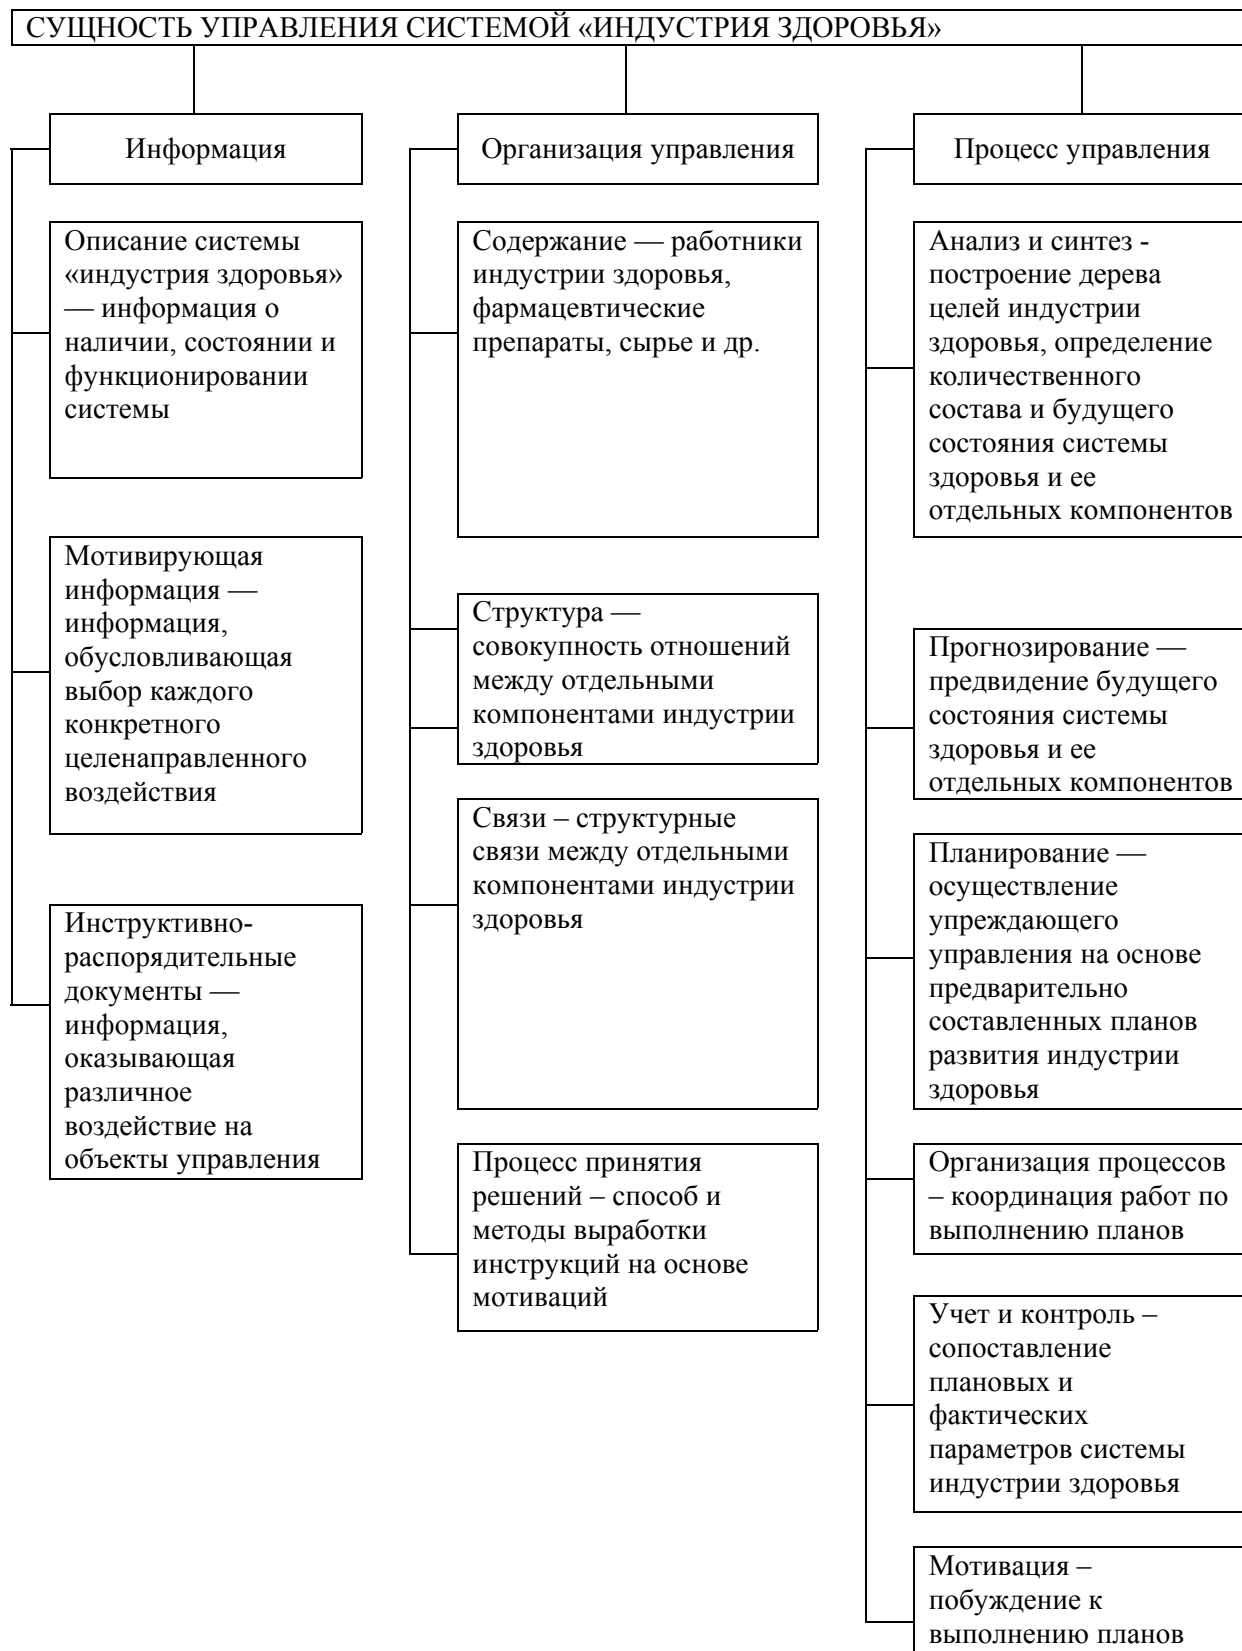 СУЩНОСТЬ УПРАВЛЕНИЯ СИСТЕМОЙ «ИНДУСТРИЯ ЗДОРОВЬЯ»
Информация
Описание системы
«индустрия здоровья»
— информация о
наличии, состоянии и
функционировании
системы
Мотивирующая
информация —
информация,
обусловливающая
выбор каждого
конкретного
целенаправленного
воздействия
Инструктивно-
распорядительные
документы —
информация,
оказывающая
различное
воздействие на
объекты управления
Организация управления
Содержание — работники
индустрии здоровья,
фармацевтические
препараты, сырье и др.
Структура —
совокупность отношений
между отдельными
компонентами индустрии
здоровья
Связи – структурные
связи между отдельными
компонентами индустрии
здоровья
Процесс принятия
решений – способ и
методы выработки
инструкций на основе
мотиваций
Процесс управления
Анализ и синтез -
построение дерева
целей индустрии
здоровья, определение
количественного
состава и будущего
состояния системы
здоровья и ее
отдельных компонентов
Прогнозирование —
предвидение будущего
состояния системы
здоровья и ее
отдельных компонентов
Планирование —
осуществление
упреждающего
управления на основе
предварительно
составленных планов
развития индустрии
здоровья
Организация процессов
– координация работ по
выполнению планов
Учет и контроль –
сопоставление
плановых и
фактических
параметров системы
индустрии здоровья
Мотивация –
побуждение к
выполнению планов